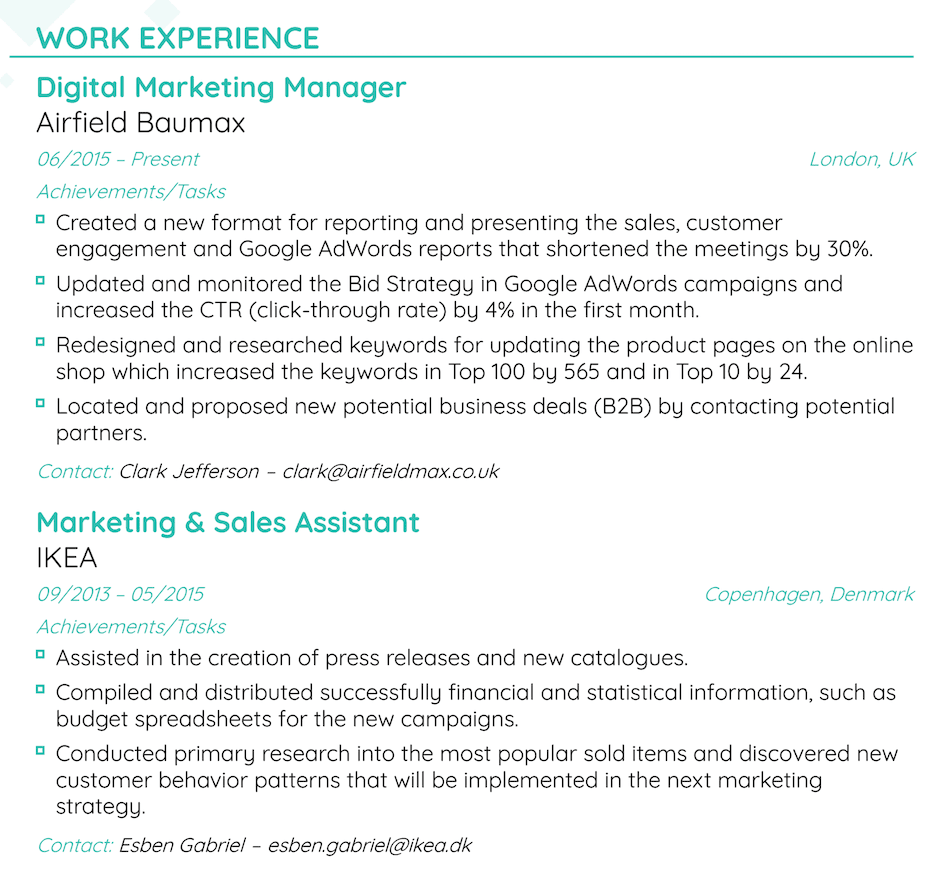 WORK EXPERIENCE
Digital Marketing Manager
Airfield Baumax
06/2015 – Present London, UK
Achievements/Tasks
Created a new format for reporting and presenting the sales, customer
engagement and Google AdWords reports that shortened the meetings by 30%.
Updated and monitored the Bid Strategy in Google AdWords campaigns and
increased the CTR (click-through rate) by 4% in the first month.
Redesigned and researched keywords for updating the product pages on the online
shop which increased the keywords in Top 100 by 565 and in Top 10 by 24.
Located and proposed new potential business deals (B2B) by contacting potential
partners.
Contact: Clark Jefferson – clark@airfieldmax.co.uk
Marketing & Sales Assistant
IKEA
09/2013 – 05/2015 Copenhagen, Denmark
Achievements/Tasks
Assisted in the creation of press releases and new catalogues.
Compiled and distributed successfully financial and statistical information, such as
budget spreadsheets for the new campaigns.
Conducted primary research into the most popular sold items and discovered new
customer behavior patterns that will be implemented in the next marketing
strategy.
Contact: Esben Gabriel – esben.gabriel@ikea.dk